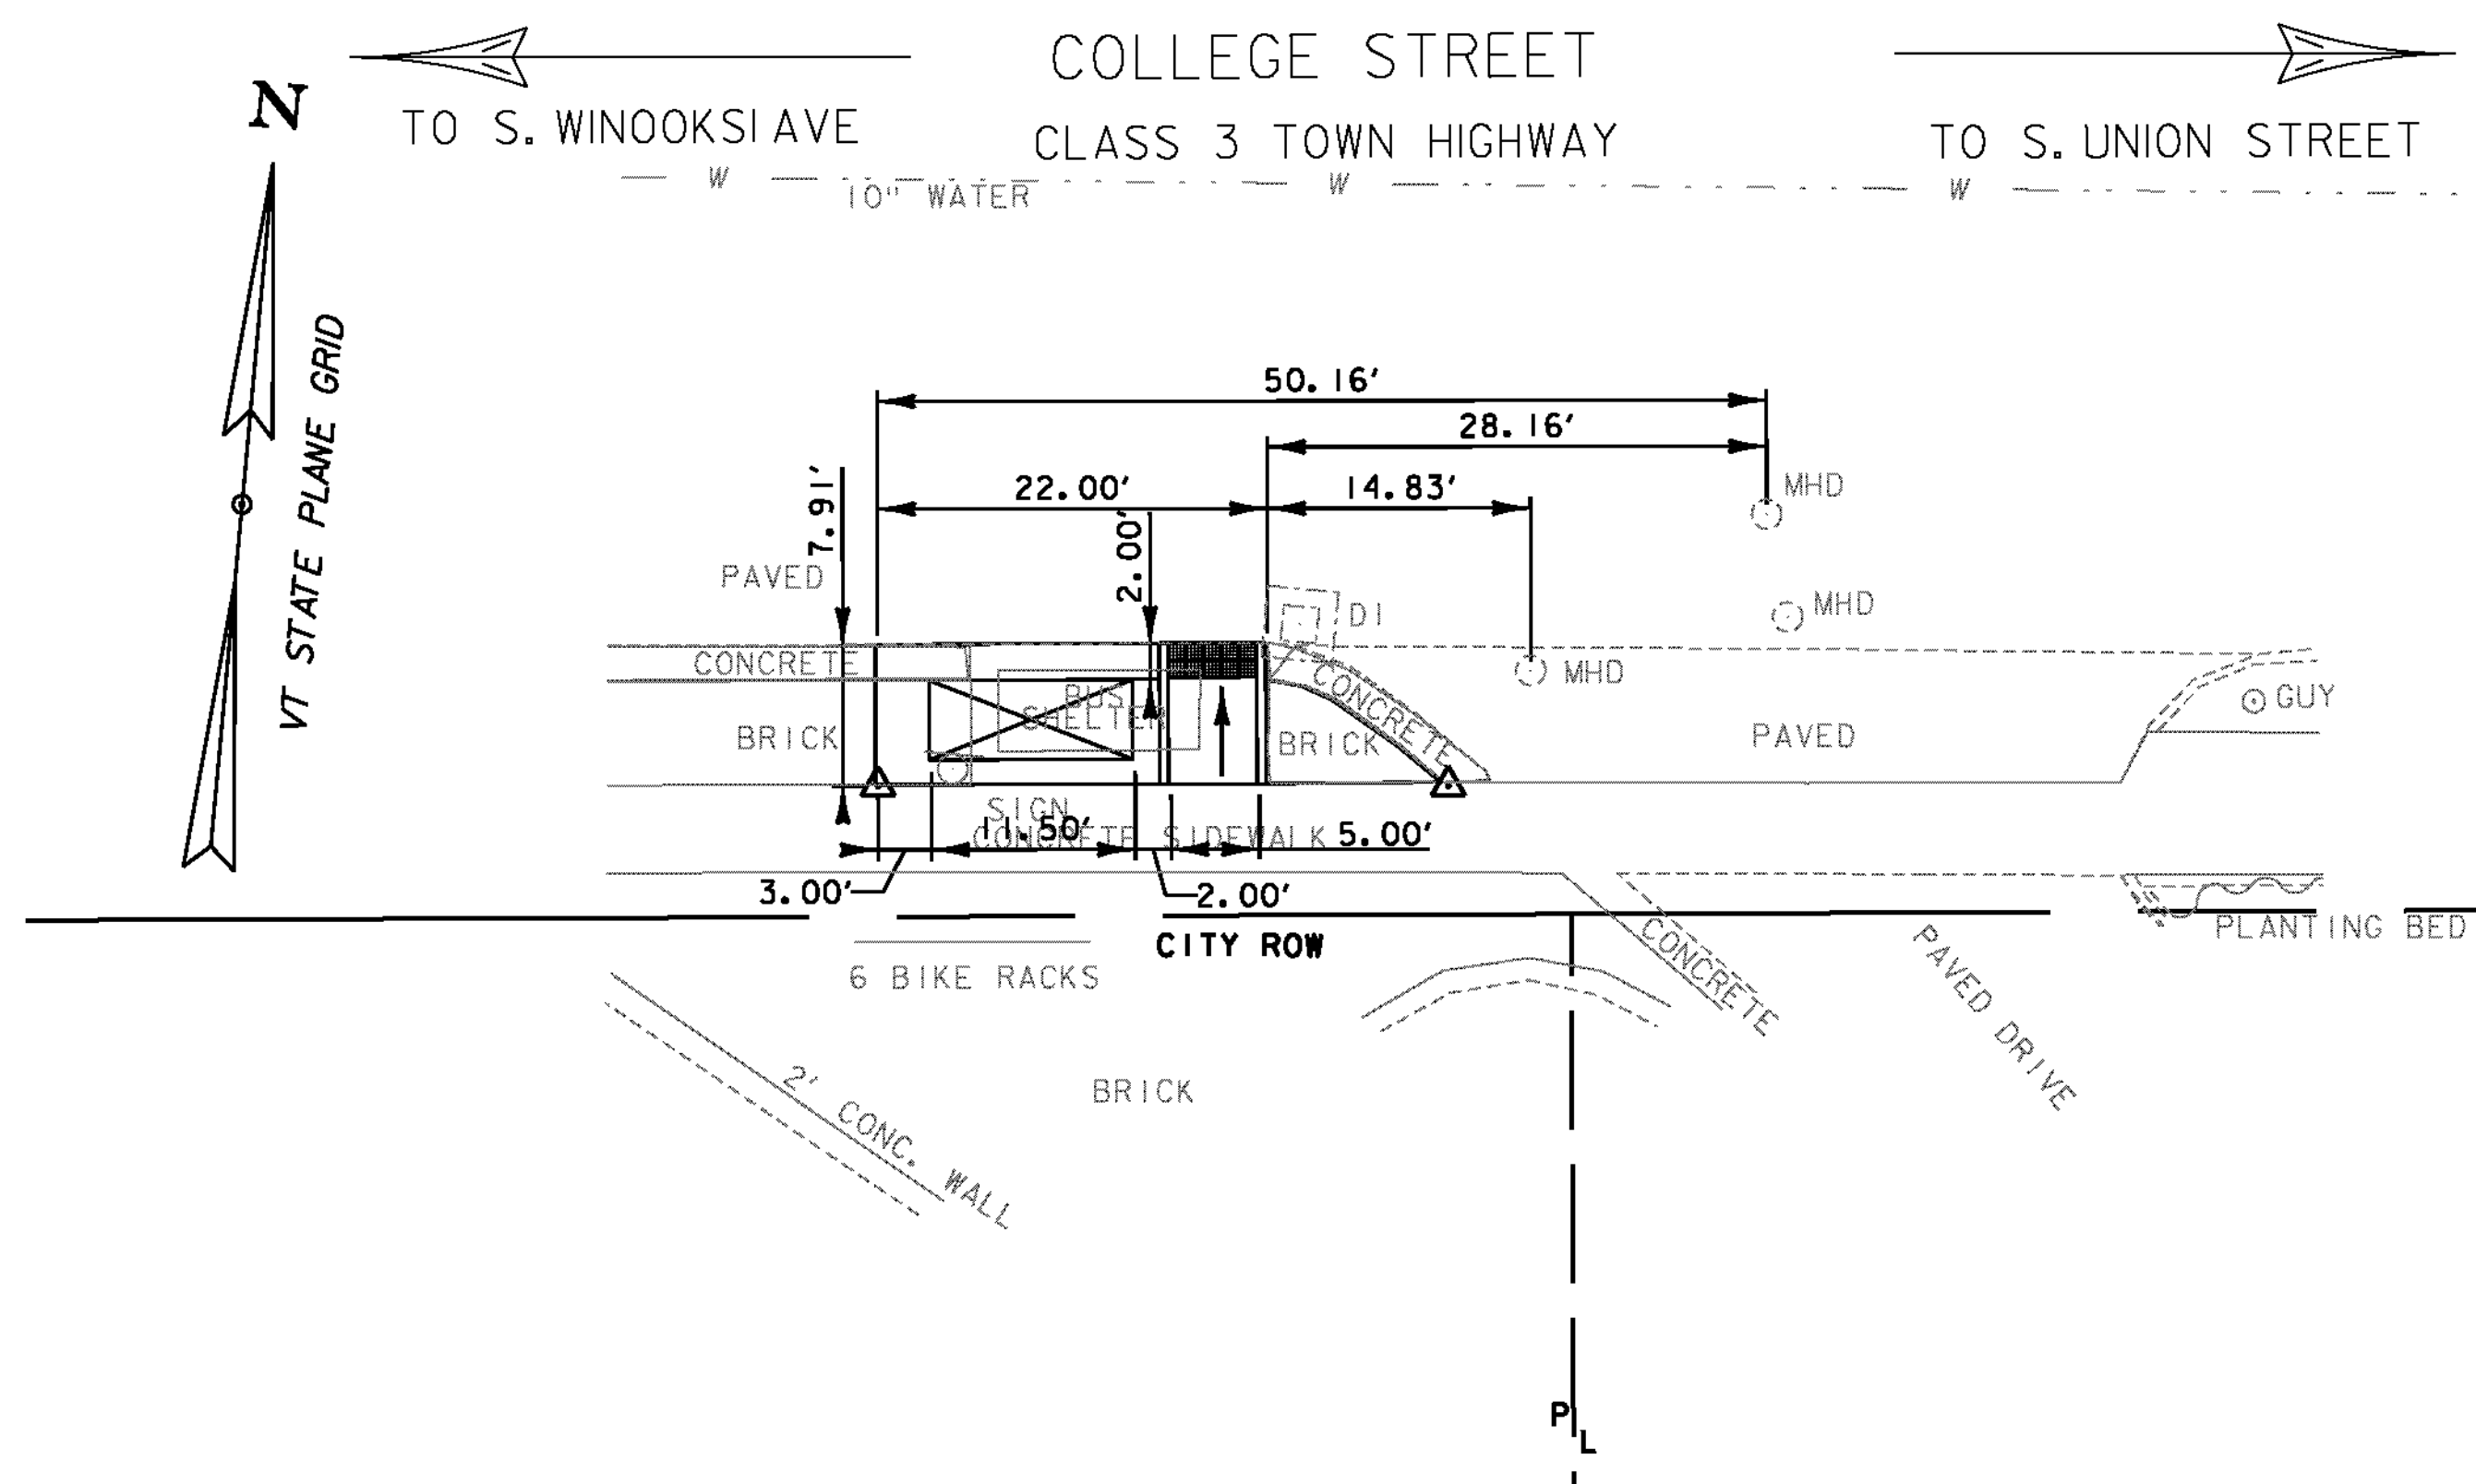 COLLEGE STREET
N
TO S. WINOOKSI AVE
CLASS 3 TOWN HIGHWAY
TO S. UNION STREET
W
W
W
10" WATER
VT STATE PLANE GRID
50.16'
28.16'
22.00'
14.83'
7.91'
2.00'
MHD
PAVED
DI
MHD
CONCRETE
MHD
BUS
SHELTER
CONCRETE
GUY
BRICK
BRICK
PAVED
SIGN
11.50'
CONCRETE SIDEWALK
5.00'
3.00'
2.00'
CITY ROW
PLANTING BED
6 BIKE RACKS
CONCRETE
PAVED DRIVE
2' CONC. WALL
BRICK
P
L